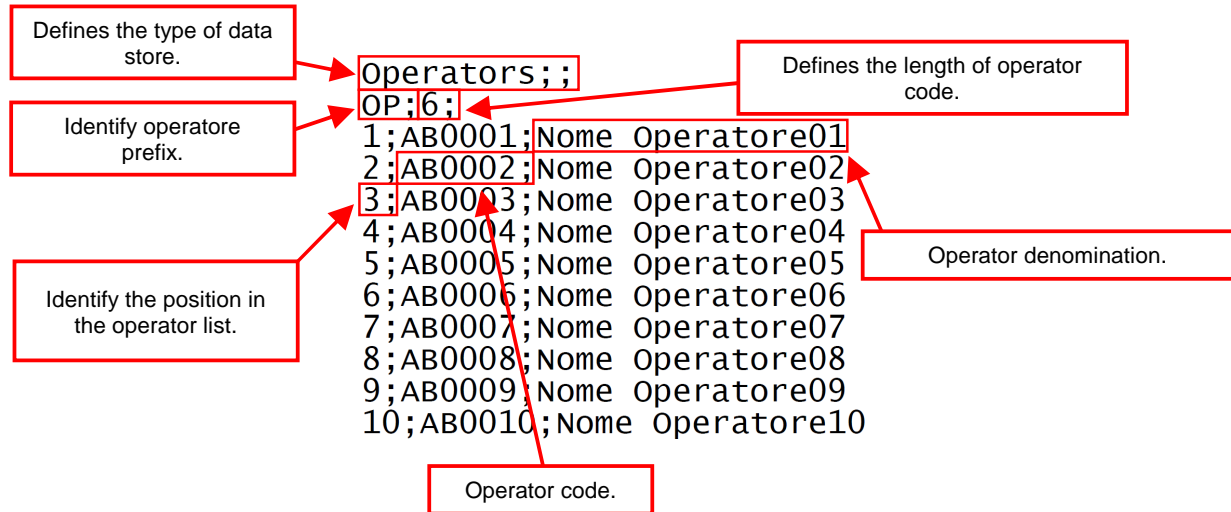 Defines the type of data
store.
Identify operatore
prefix.
Identify the position in
the operator list.
Operators;;
OP;6;
1;AB0001;Nome Operatore01
2;AB0002;Nome Operatore02
3;AB0003;Nome Operatore03
4;AB0004;Nome Operatore04
5;AB0005;Nome Operatore05
6;AB0006;Nome Operatore06
7;AB0007;Nome Operatore07
8;AB0008;Nome Operatore08
9;AB0009;Nome Operatore09
10;AB0010;Nome Operatore10
Defines the length of operator
code.
Operator denomination.
Operator code.